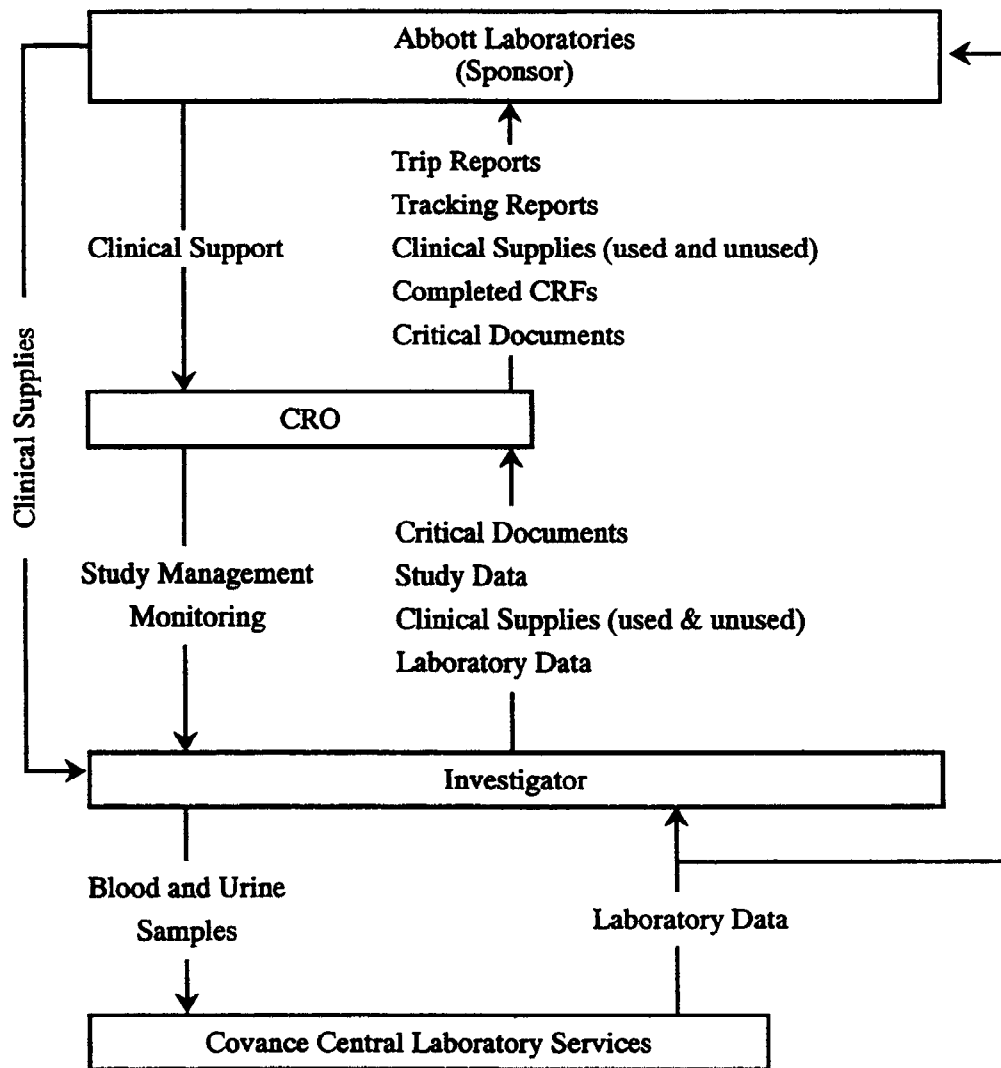 Abbott Laboratories
(Sponsor)
Trip Reports
Tracking Reports
Clinical Support
Clinical Supplies (used and unused)
Completed CRFs
Critical Documents
Clinical Supplies
CRO
Critical Documents
Study Data
Study Management
Monitoring
Clinical Supplies (used & unused)
Laboratory Data
Investigator
Blood and Urine
Samples
Laboratory Data
Covance Central Laboratory Services